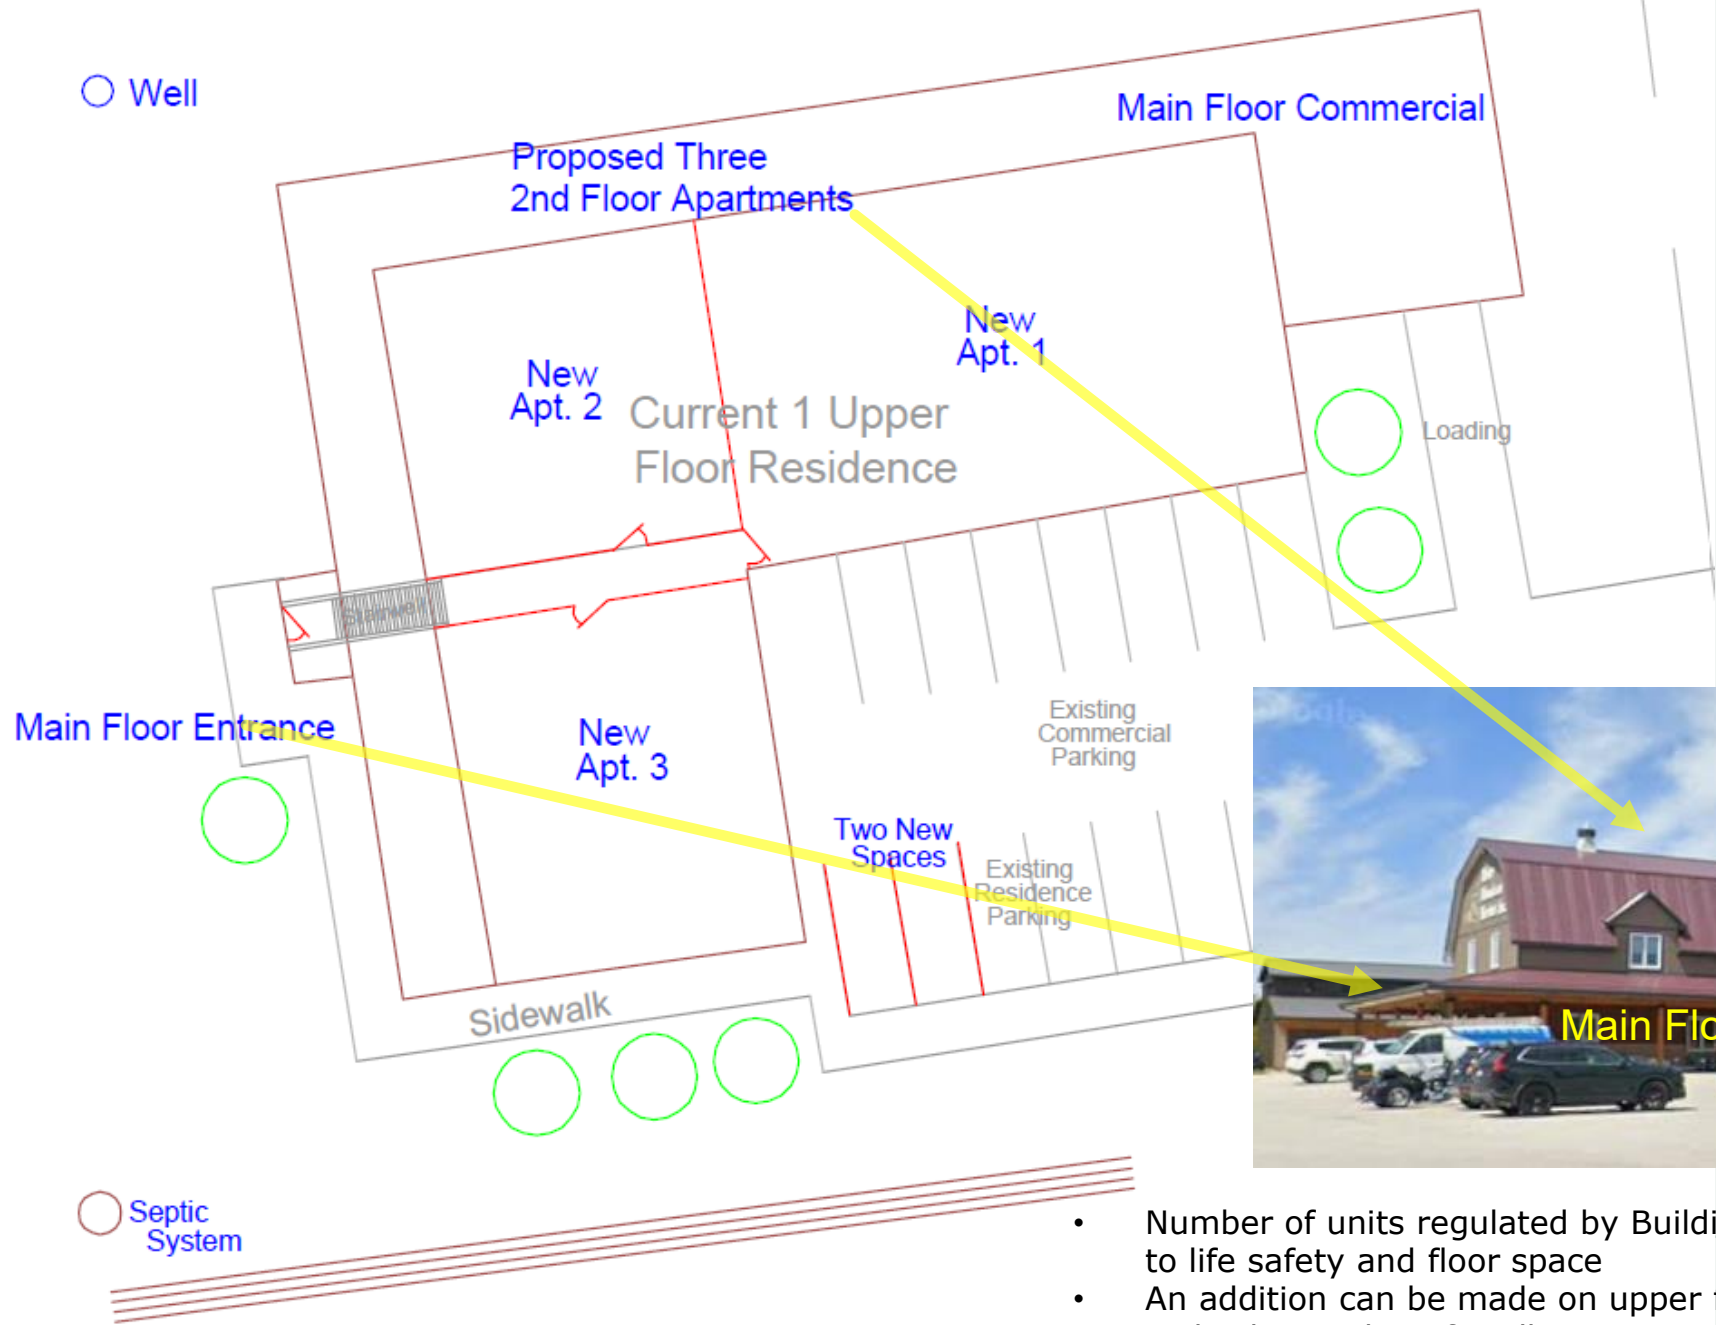 Well
Main Floor Commercial
Proposed Three
2nd Floor Apartments
New
Apt. 1
New
Apt. 2
Current 1 Upper
Floor Residence
Loading
Stairwell
Main Floor Entrance
New
Apt. 3
Existing
Commercial
Parking
Two New
Spaces
Existing
Residence
Parking
Sidewalk
Main Flo
Septic
System
• Number of units regulated by Buildi
to life safety and floor space
• An addition can be made on upper